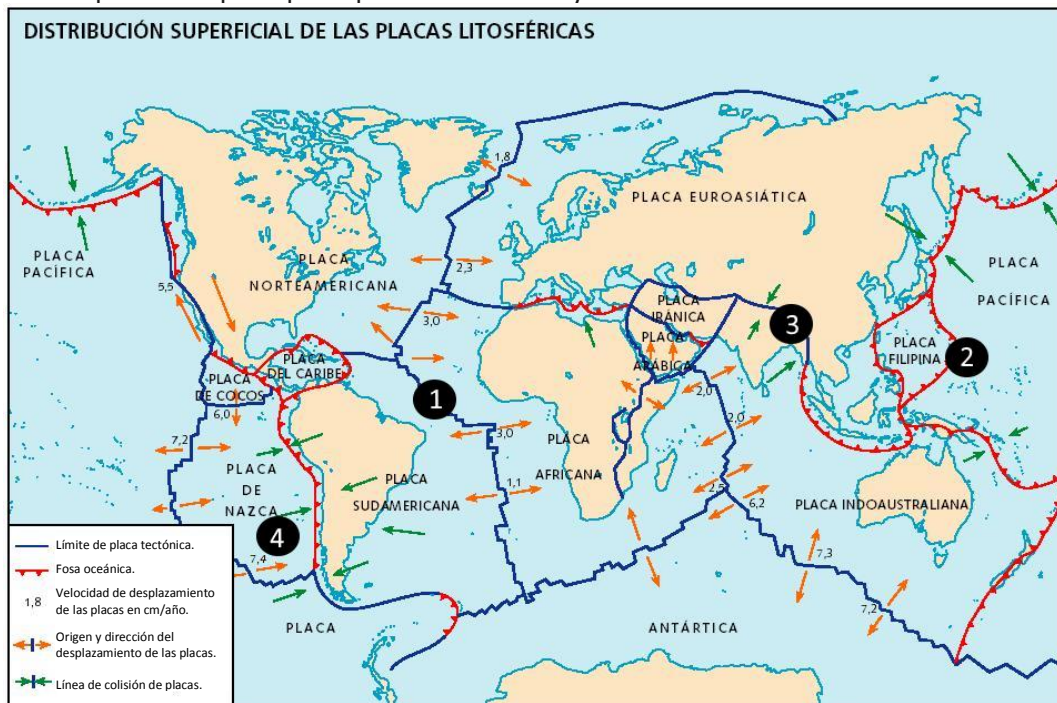 DISTRIBUCIÓN SUPERFICIAL DE LAS PLACAS LITOSFÉRICAS
1,8
PLACA EUROASIÁTICA
PLACA
PACÍFICA
PLACA
NORTEAMERICANA
2,3
PLACA
PACÍFICA
5,5
3,0
PLACA
IRÁNICA
PLACA
ARÁBICA
3
PLACA
FILIPINA
2
PLACA
DEL CARIBE
PLACA
DE COCOS
6,0
1
2,0
2,0
7,2
3,0
PLACA
AFRICANA
PLACA
DE
NAZCA
PLACA
SUDAMERICANA
1,1
2,5
6,2
PLACA INDOAUSTRALIANA
4
7,4
7,3
7,2
PLACA
ANTÁRTICA
Límite de placa tectónica.
Fosa oceánica.
1,8
Velocidad de desplazamiento
de las placas en cm/año.
Origen y dirección del
desplazamiento de las placas.
Línea de colisión de placas.